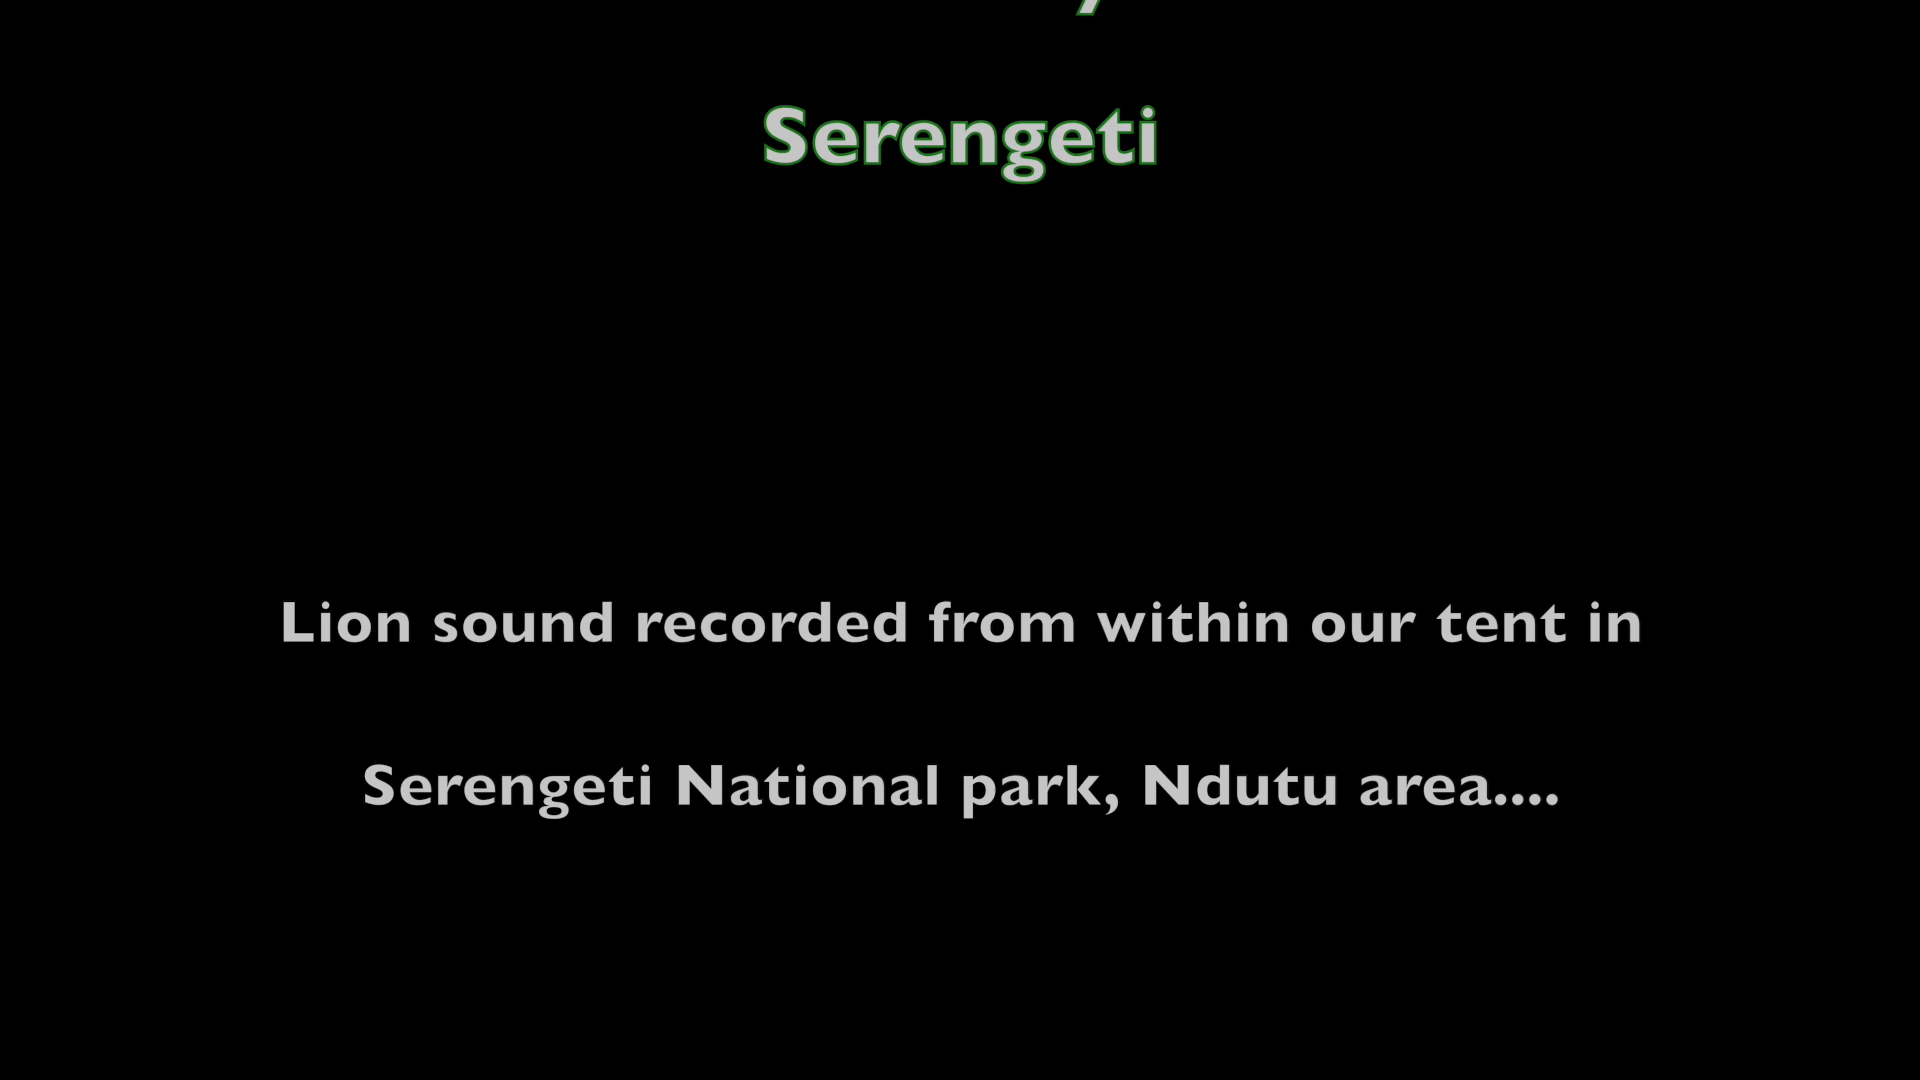 Serengeti
Lion sound recorded from within our tent in
Serengeti National park, Ndutu area....